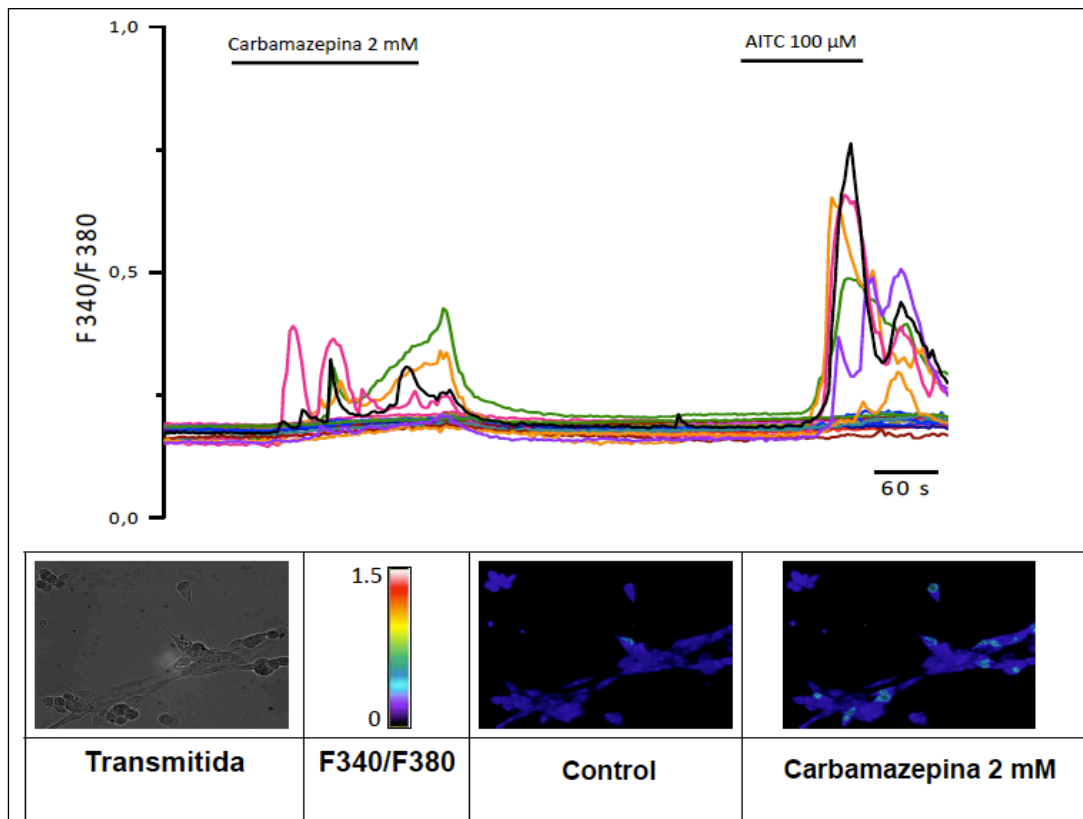 1,0
Carbamazepina 2 mM
AITC 100 µM
F340/F380
0,5
60 s
0,0
1.5
0
Transmitida
F340/F380
Control
Carbamazepina 2 mM